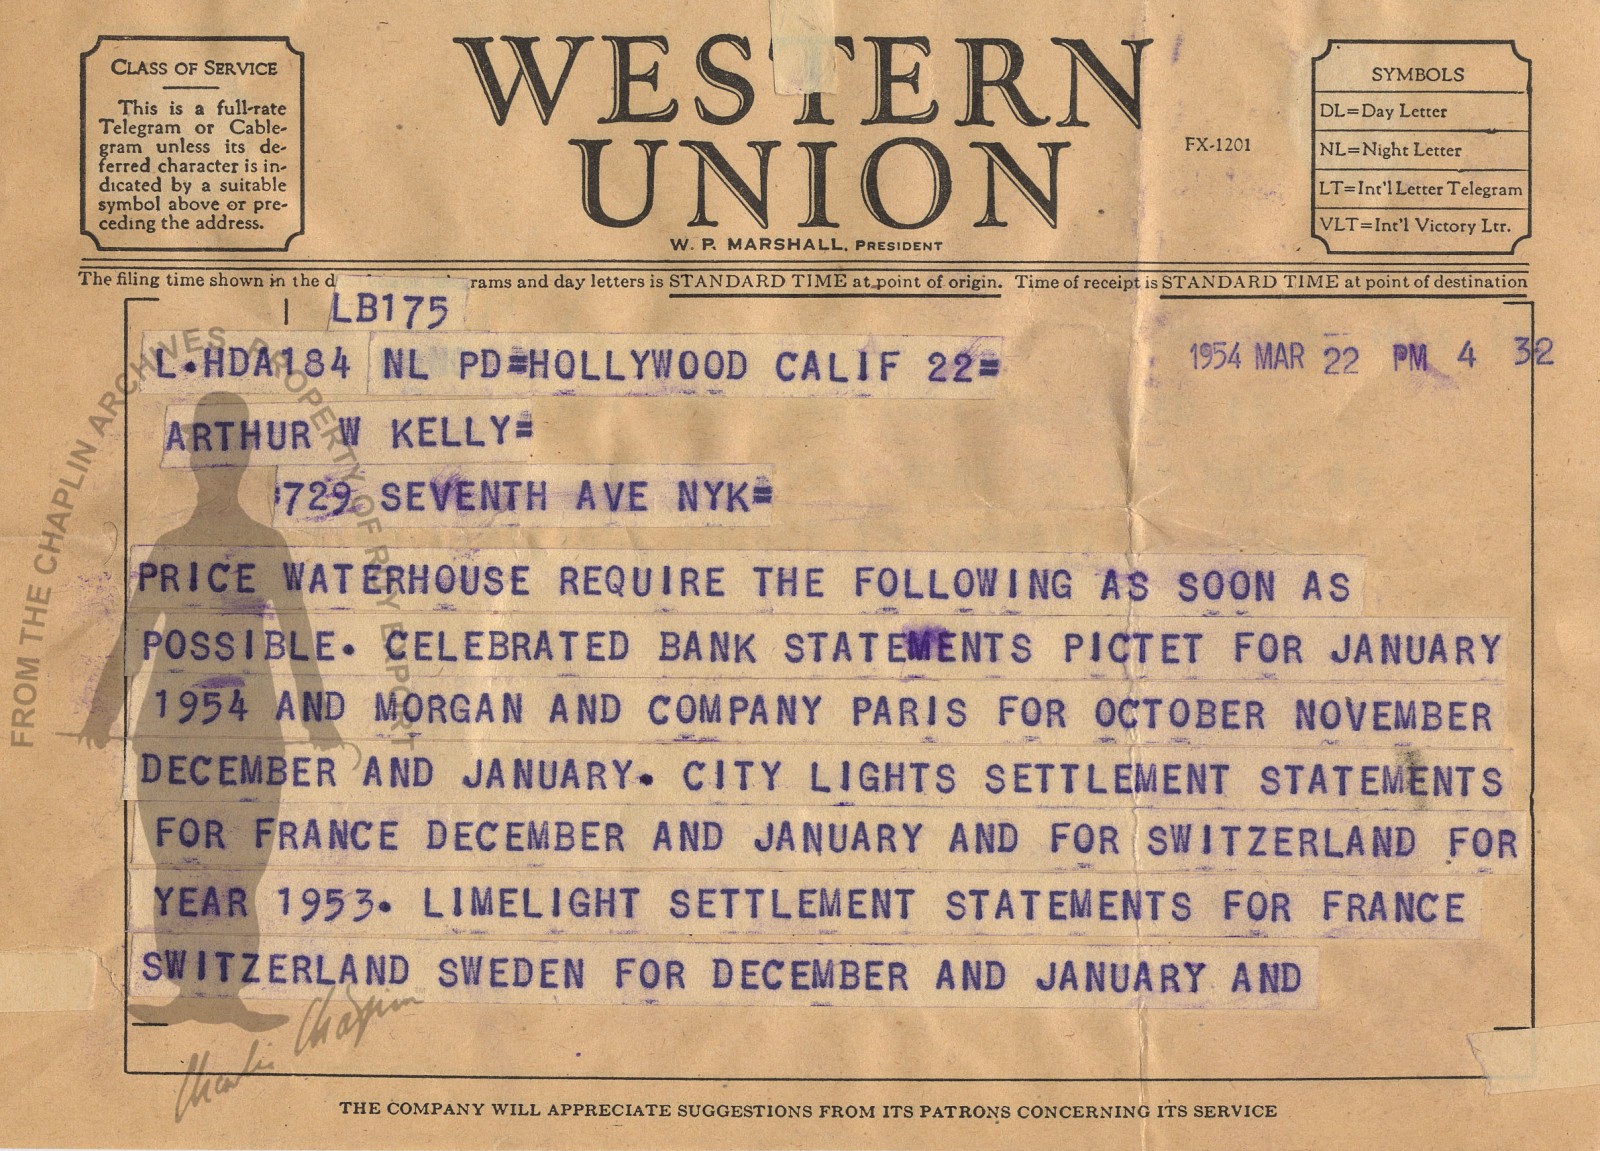 CLASS OF SERVICE
This is a full-rate
Telegram or Cable-
gram unless its de-
ferred character is in-
dicated by a suitable
symbol above or pre-
ceding the address.
WESTERN
UNION
W. P. MARSHALL, PRESIDENT
FX-1201
SYMBOLS
DL=Day Letter
NL=Night Letter
LT=Int'l Letter Telegram
VLT=Int'l Victory Ltr.
The filing time shown in the d rams and day letters is STANDARD TIME at point of origin. Time of receipt is STANDARD TIME at point of destination
LB175
L.HDA184 NL PD=HOLLYWOOD CALIF 22=
1954 MAR 22 PM 4 32
ARTHUR W KELLY=
:729 SEVENTH AVE NYK=
PRICE WATERHOUSE REQUIRE THE FOLLOWING AS SOON AS
POSSIBLE. CELEBRATED BANK STATEMENTS PICTET FOR JANUARY
1954 AND MORGAN AND COMPANY PARIS FOR OCTOBER NOVEMBER
DECEMBER AND JANUARY. CITY LIGHTS SETTLEMENT STATEMENTS
FOR FRANCE DECEMBER AND JANUARY AND FOR SWITZERLAND FOR
YEAR 1953. LIMELIGHT SETTLEMENT STATEMENTS FOR FRANCE
SWITZERLAND SWEDEN FOR DECEMBER AND JANUARY AND
THE COMPANY WILL APPRECIATE SUGGESTIONS FROM ITS PATRONS CONCERNING ITS SERVICE
FROM THE CHAPLIN ARCHIVES PROPERTY OF ROY EXPORT
Charlie Chaplin